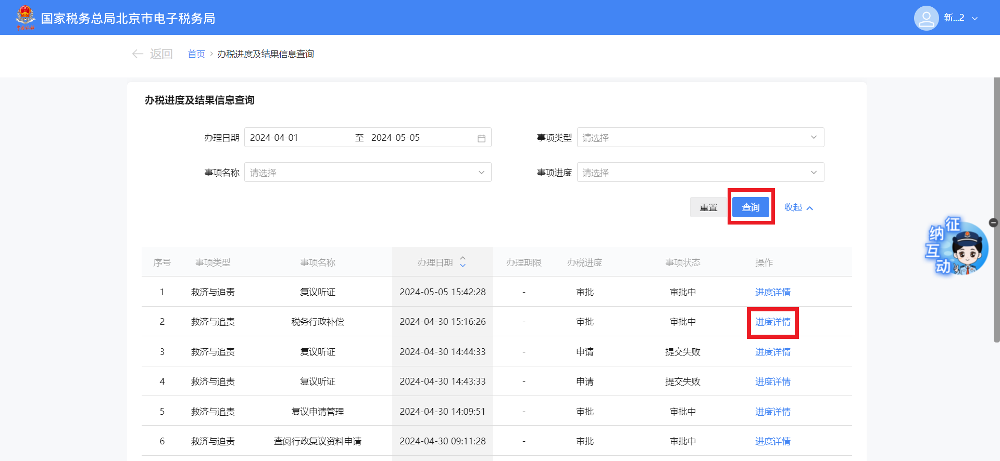 国家税务总局北京市电子税务局
新...2
返回 首页 › 办税进度及结果信息查询
办税进度及结果信息查询
办理日期 2024-04-01 至 2024-05-05 事项类型 请选择
事项名称 请选择 事项进度 请选择
重置 查询 收起
征
纳
互
动
序号 事项类型 事项名称 办理日期 办理期限 办税进度 事项状态 操作
1 救济与追责 复议听证 2024-05-05 15:42:28 - 审批 审批中 进度详情
2 救济与追责 税务行政补偿 2024-04-30 15:16:26 - 审批 审批中 进度详情
3 救济与追责 复议听证 2024-04-30 14:44:33 - 申请 提交失败 进度详情
4 救济与追责 复议听证 2024-04-30 14:43:33 - 申请 提交失败 进度详情
5 救济与追责 复议申请管理 2024-04-30 14:09:51 - 审批 审批中 进度详情
6 救济与追责 查阅行政复议资料申请 2024-04-30 09:11:28 - 审批 审批中 进度详情